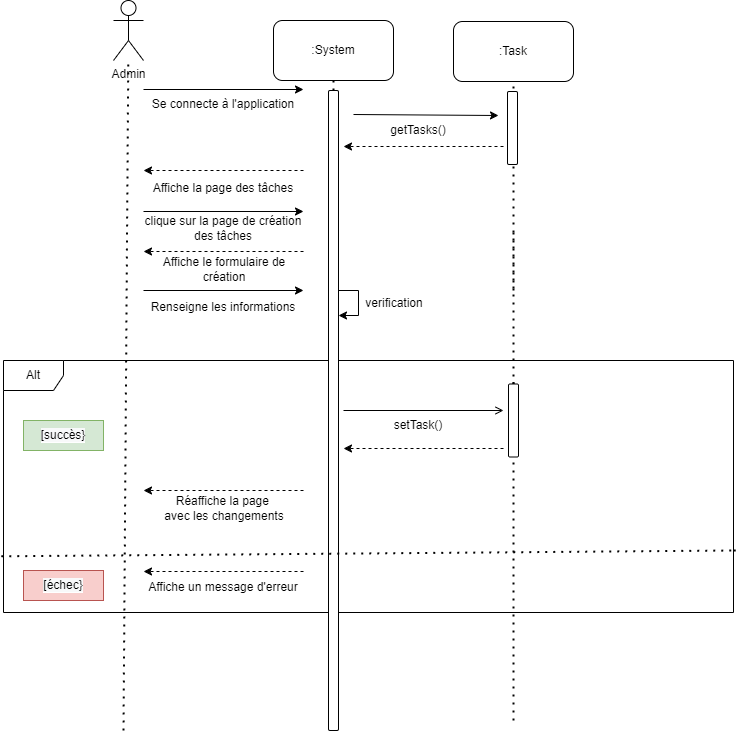 :System
:Task
Admin
Se connecte à l'application
getTasks()
Affiche la page des tâches
clique sur la page de création
des tâches
Affiche le formulaire de
création
Renseigne les informations
verification
Alt
setTask()
[succès}
Réaffiche la page
avec les changements
[échec}
Affiche un message d'erreur